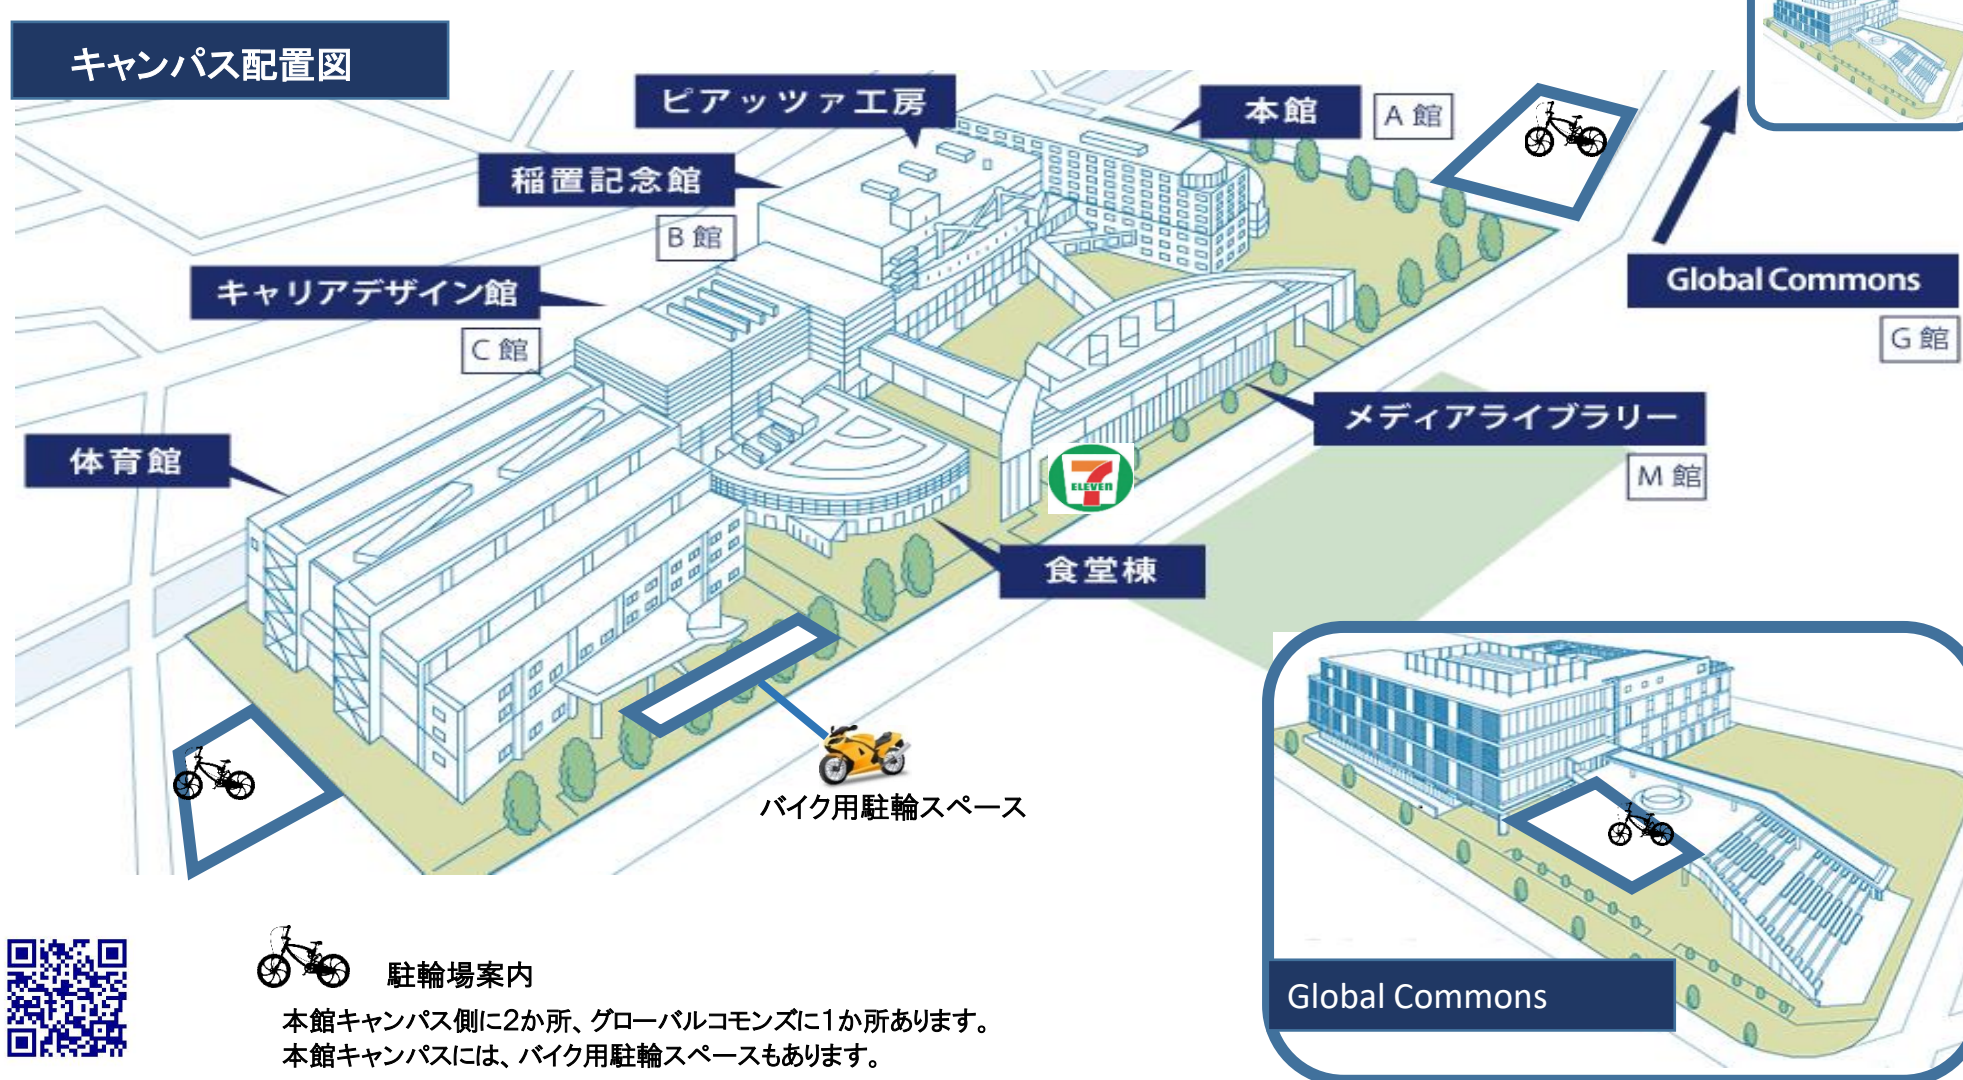 キャンパス配置図
ピアッツァ工房
本館
A 館
稲置記念館
B 館
キャリアデザイン館
C 館
Global Commons
G 館
体育館
メディアライブラリー
M 館
7
ELEVEn
食堂棟
バイク用駐輪スペース
駐輪場案内
本館キャンパス側に2か所、グローバルコモンズに1か所あります。
本館キャンパスには、バイク用駐輪スペースもあります。
Global Commons